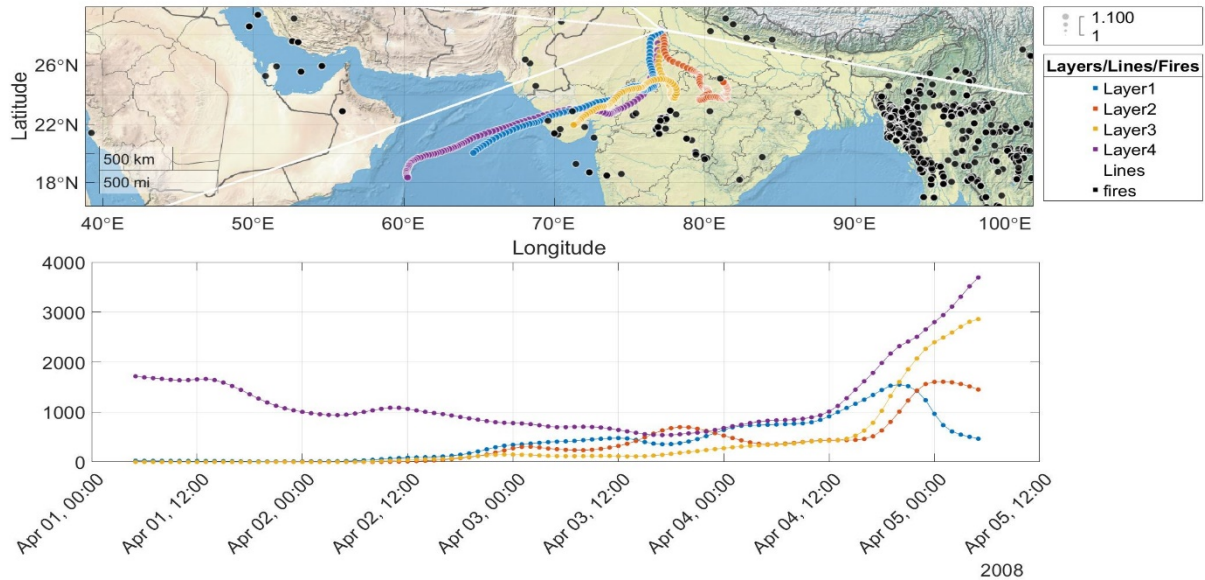 1.100
1
Layers/Lines/Fires
Layer1
Layer2
Layer3
Layer4
Lines
fires
Latitude
26°N
22°N
18°N
500 km
500 mi
40°E
50°E
60°E
70°E
80°E
90°E
100°E
Longitude
4000
3000
2000
1000
0
Apr 01, 00:00
Apr 01, 12:00
Apr 02, 00:00
Apr 02, 12:00
Apr 03, 00:00
Apr 03, 12:00
Apr 04, 00:00
Apr 04, 12:00
Apr 05, 00:00
Apr 05, 12:00
2008